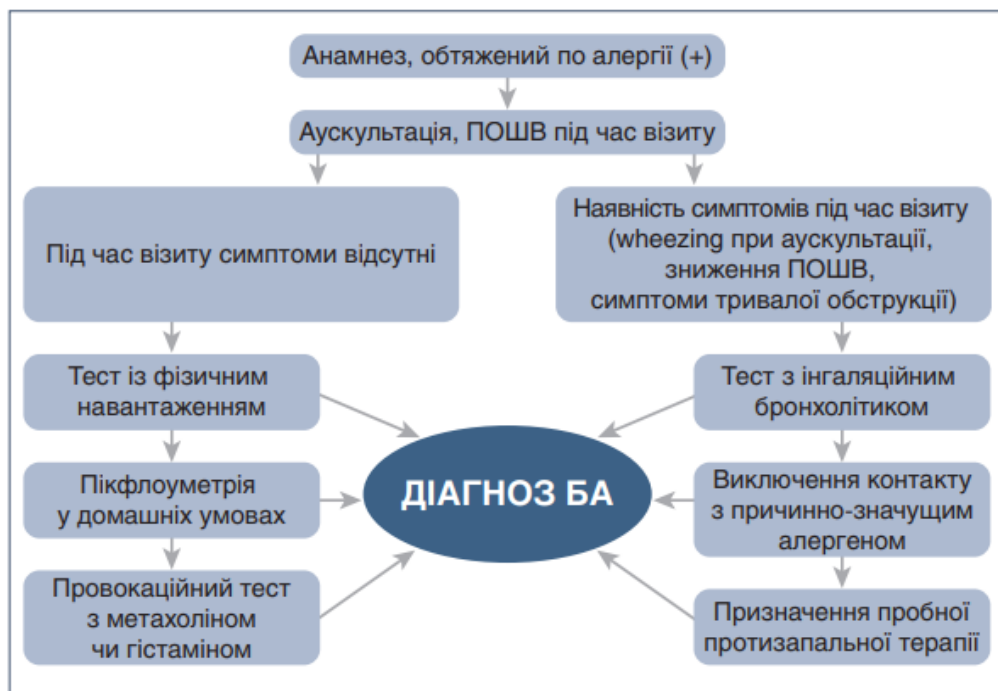 Анамнез, обтяжений по алергії (+)
Аускультація, ПОШВ під час візиту
Під час візиту симптоми відсутні
Наявність симптомів під час візиту
(wheezing при аускультації,
зниження ПОШВ,
симптоми тривалої обструкції)
Тест із фізичним
навантаженням
Тест з інгаляційним
бронхолітиком
Пікфлоуметрія
у домашніх умовах
ДІАГНОЗ БА
Виключення контакту
з причинно-значущим
алергеном
Провокаційний тест
з метахоліном
чи гістаміном
Призначення пробної
протизапальної терапії